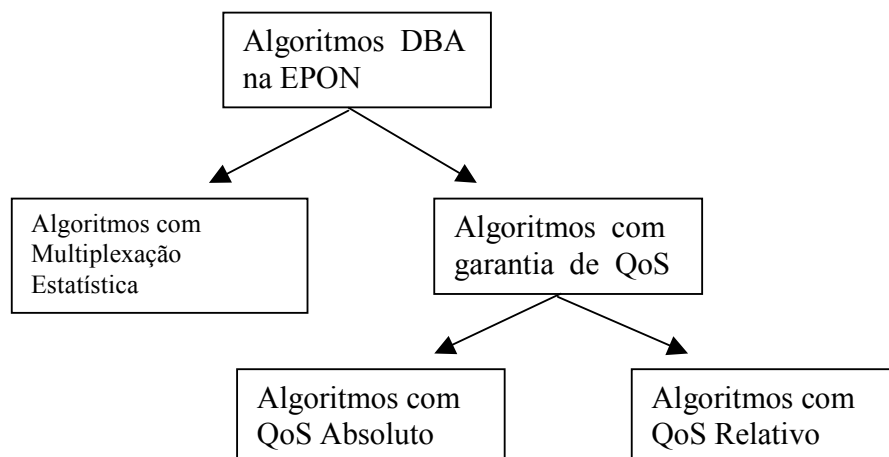 Algoritmos DBA
na EPON
Algoritmos com
Multiplexação
Estatística
Algoritmos com
garantia de QoS
Algoritmos com
QoS Absoluto
Algoritmos com
QoS Relativo